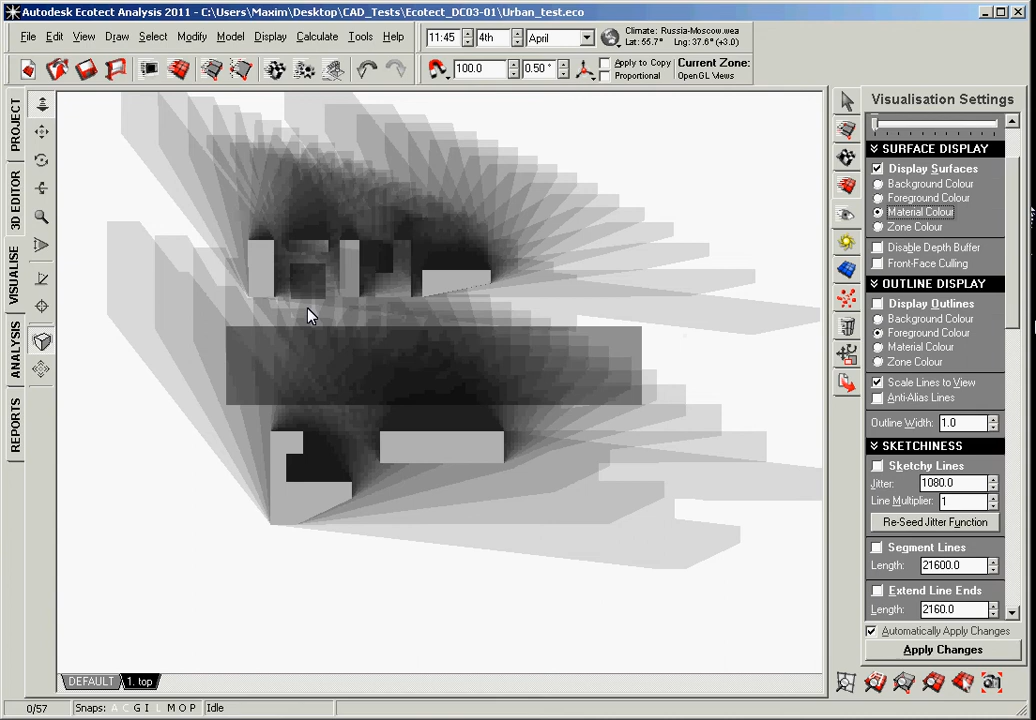 Autodesk Ecotect Analysis 2011 - C:\Users\Maxim\Desktop\CAD_Tests\Ecotect_DC03-01\Urban_test.eco
File Edit View Draw Select Modify Model Display Calculate Tools Help
11:45 4th April
Climate: Russia-Moscow.wea
Lat: 55.7° Lng: 37.6° (+3.0)
100.0 0.50 °
Apply to Copy
Proportional
Current Zone:
OpenGL Views
PROJECT
3D EDITOR
VISUALISE
ANALYSIS
REPORTS
Visualisation Settings
SURFACE DISPLAY
Display Surfaces
Background Colour
Foreground Colour
Material Colour
Zone Colour
Disable Depth Buffer
Front-Face Culling
OUTLINE DISPLAY
Display Outlines
Background Colour
Foreground Colour
Material Colour
Zone Colour
Scale Lines to View
Anti-Alias Lines
Outline Width: 1.0
SKETCHINESS
Sketchy Lines
Jitter: 1080.0
Line Multiplier: 1
Re-Seed Jitter Function
Segment Lines
Length: 21600.0
Extend Line Ends
Length: 2160.0
Automatically Apply Changes
Apply Changes
DEFAULT 1. top
0/57 Snaps: A C G I L M O P Idle